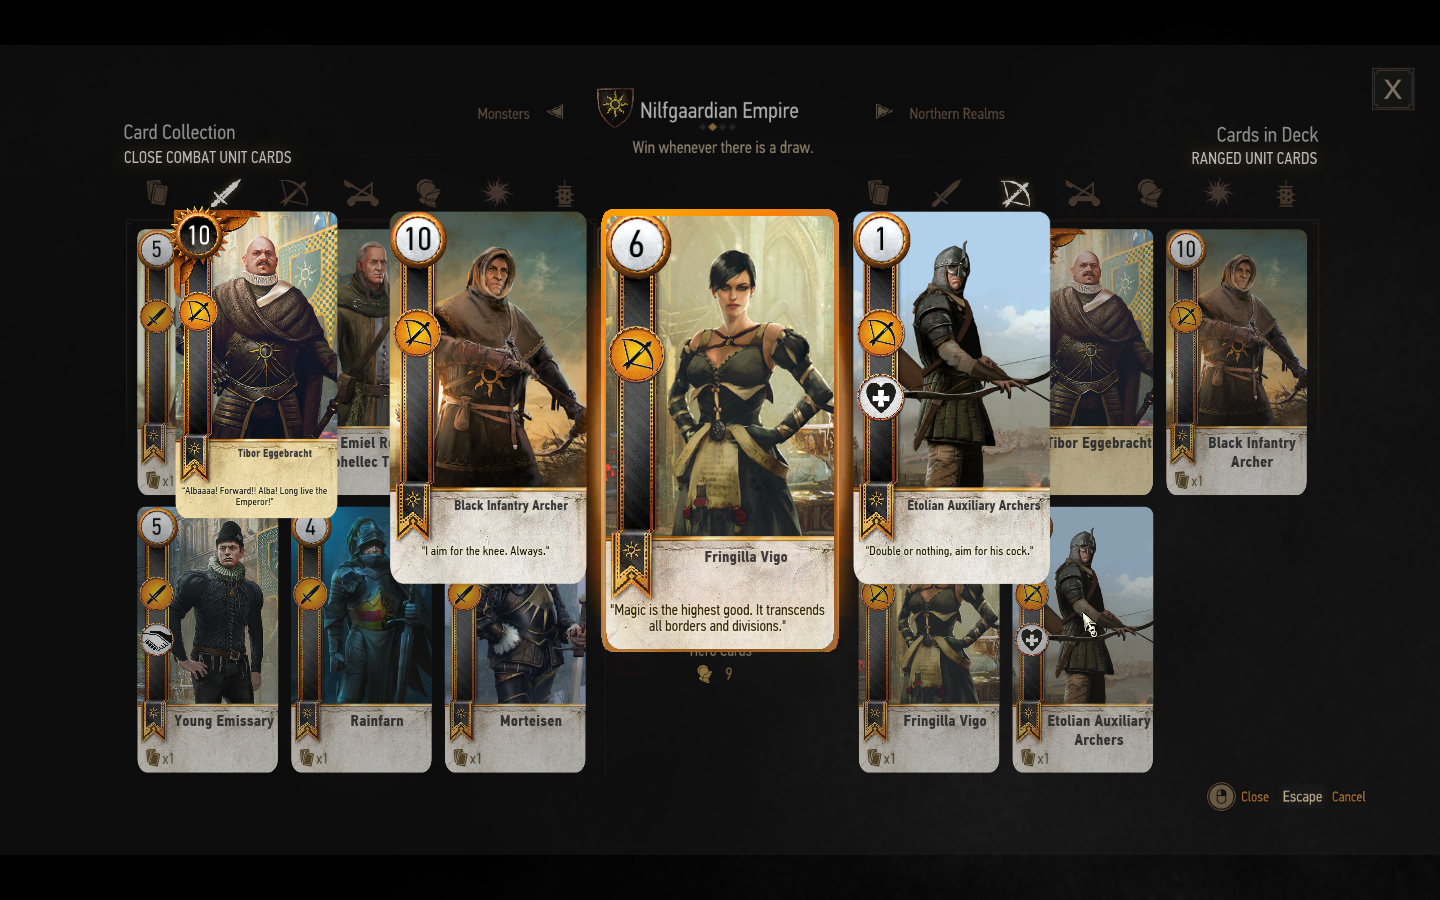 Monsters
Nilfgaardian Empire
Northern Realms
X
Card Collection
CLOSE COMBAT UNIT CARDS
Win whenever there is a draw.
Cards in Deck
RANGED UNIT CARDS
5
10
Tibor Eggebracht
"Albaaaa! Forward!! Alba! Long live the
Emperor!"
x1
Emiel R
10
Black Infantry Archer
"I aim for the knee. Always."
6
Fringilla Vigo
"Magic is the highest good. It transcends
all borders and divisions."
1
Etolian Auxiliary Archers
"Double or nothing, aim for his cock."
Tibor Eggebracht
10
Black Infantry
Archer
x1
5
Young Emissary
x1
4
Rainfarn
x1
Morteisen
x1
Hero Cards
9
Fringilla Vigo
x1
Etolian Auxiliary
Archers
x1
Close
Escape
Cancel